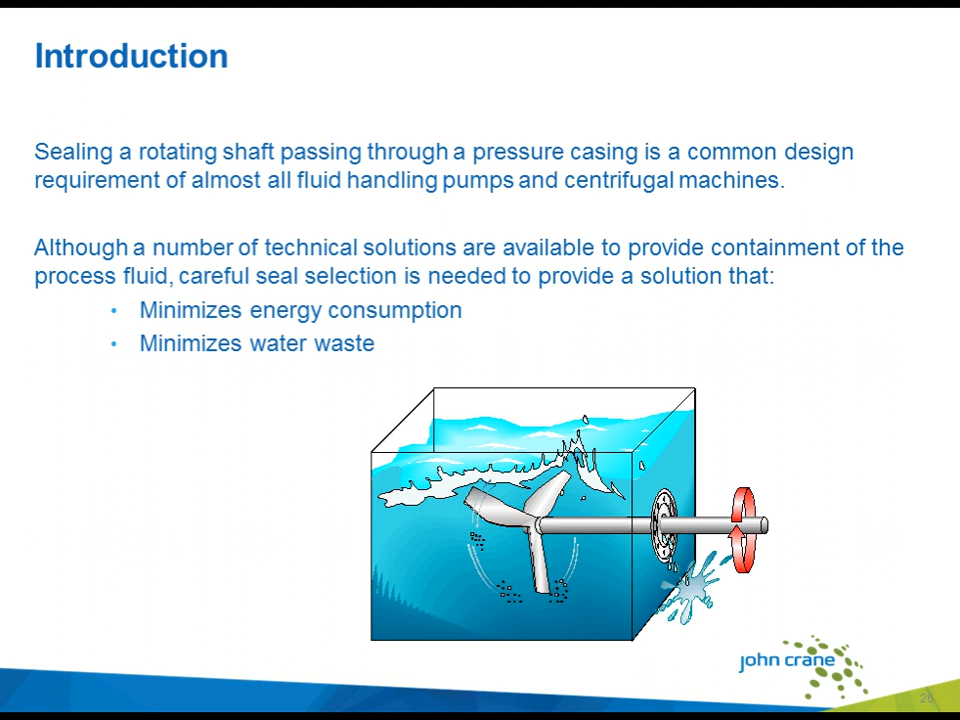 Introduction
Sealing a rotating shaft passing through a pressure casing is a common design
requirement of almost all fluid handling pumps and centrifugal machines.
Although a number of technical solutions are available to provide containment of the
process fluid, careful seal selection is needed to provide a solution that:
• Minimizes energy consumption
• Minimizes water waste
john crane